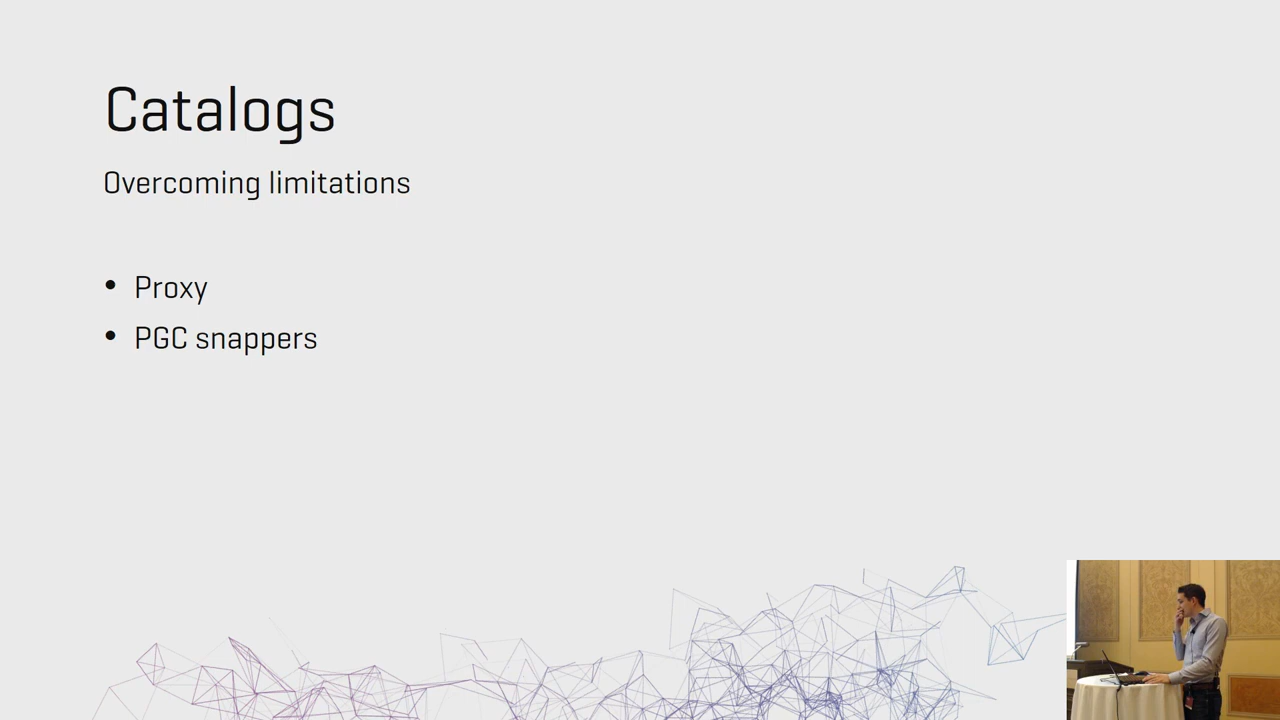 Catalogs
Overcoming limitations
• Proxy
• PGC snappers